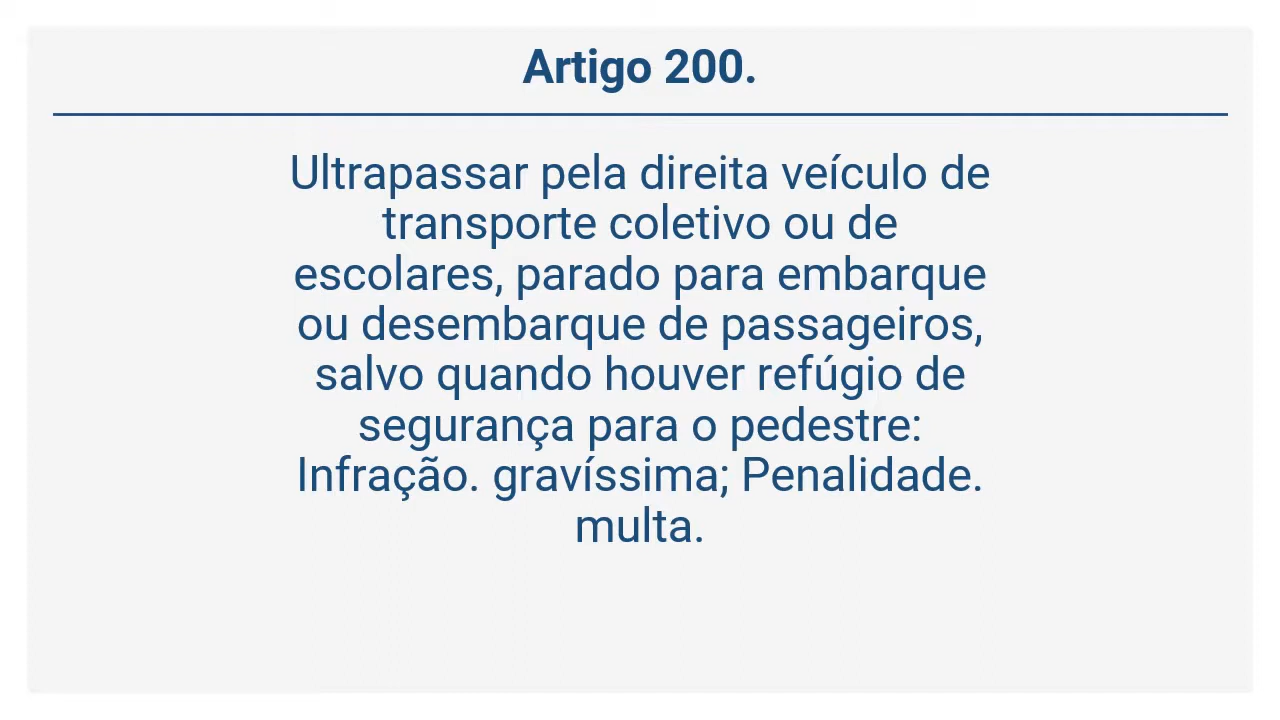 Artigo 200.
Ultrapassar pela direita veículo de
transporte coletivo ou de
escolares, parado para embarque
ou desembarque de passageiros,
salvo quando houver refúgio de
segurança para o pedestre:
Infração. gravíssima; Penalidade.
multa.